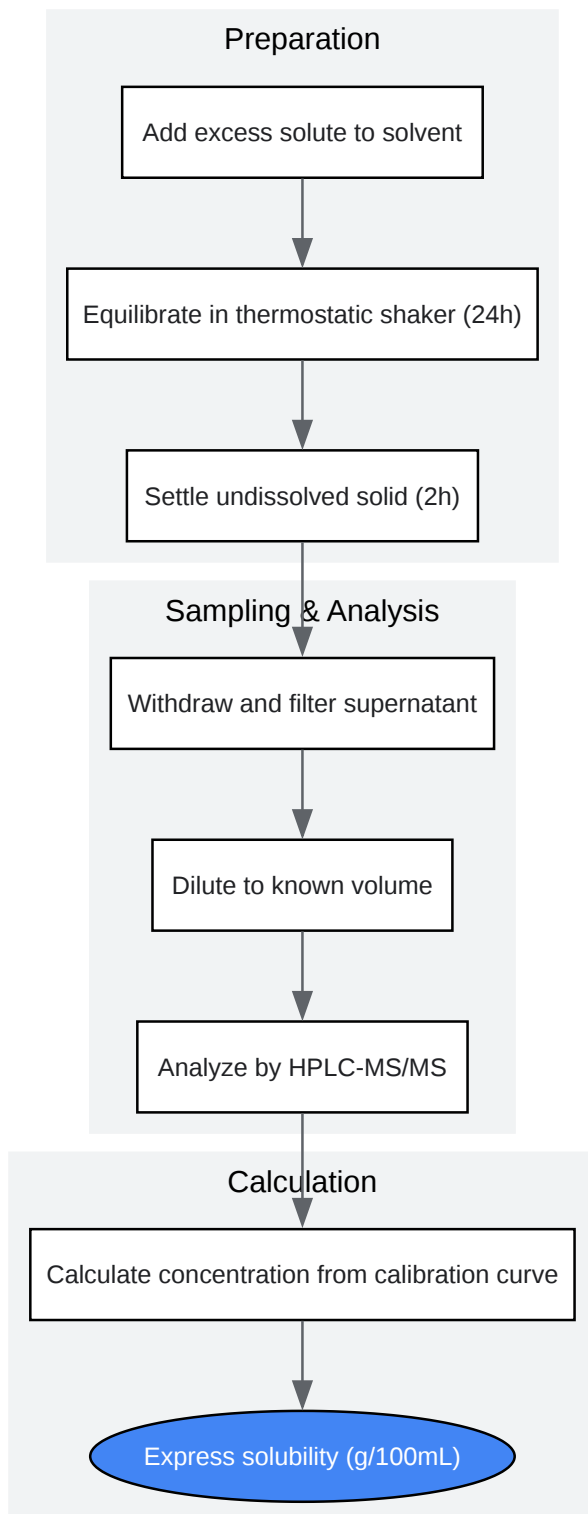 Preparation
Add excess solute to solvent
Equilibrate in thermostatic shaker (24h)
Settle undissolved solid (2h)
Sampling & Analysis
Withdraw and filter supernatant
Dilute to known volume
Analyze by HPLC-MS/MS
Calculation
Calculate concentration from calibration curve
Express solubility (g/100mL)